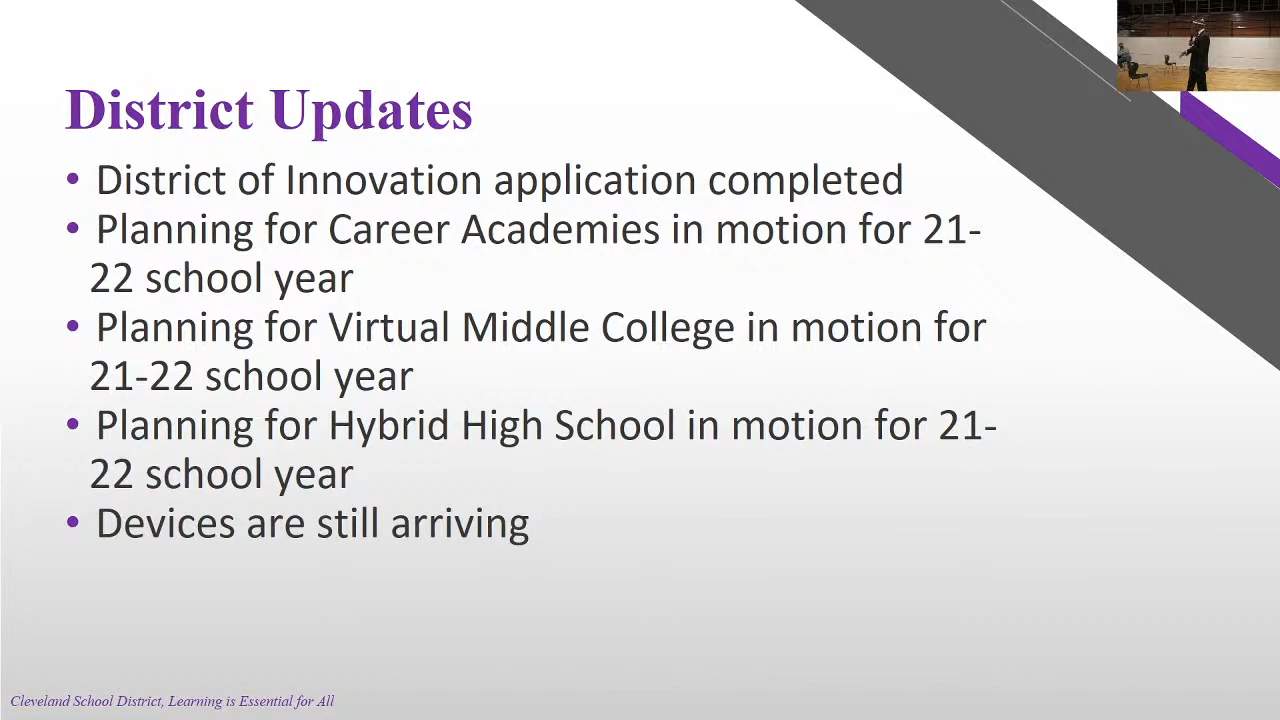 District Updates
• District of Innovation application completed
• Planning for Career Academies in motion for 21-
22 school year
• Planning for Virtual Middle College in motion for
21-22 school year
• Planning for Hybrid High School in motion for 21-
22 school year
• Devices are still arriving
Cleveland School District, Learning is Essential for All